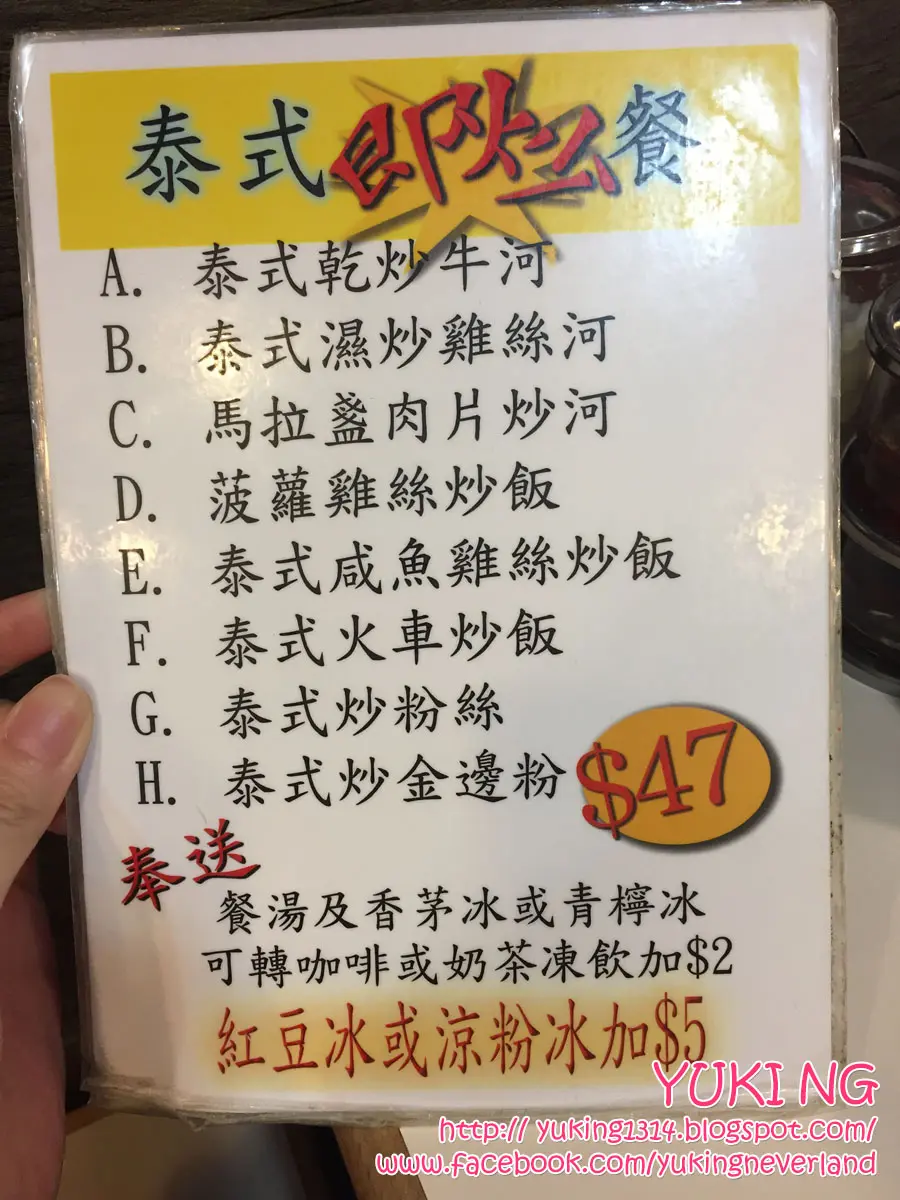 泰式即炒餐
A. 泰式乾炒牛河
B. 泰式濕炒雞絲河
C. 馬拉盞肉片炒河
D. 菠蘿雞絲炒飯
E. 泰式咸魚雞絲炒飯
F. 泰式火車炒飯
G. 泰式炒粉絲
H. 泰式炒金邊粉
$47
奉送
餐湯及香茅冰或青檸冰
可轉咖啡或奶茶凍飲加$2
紅豆冰或涼粉冰加$5
YUKI NG
http:// yuking1314.blogspot.com/
www.facebook.com/yukingneverland